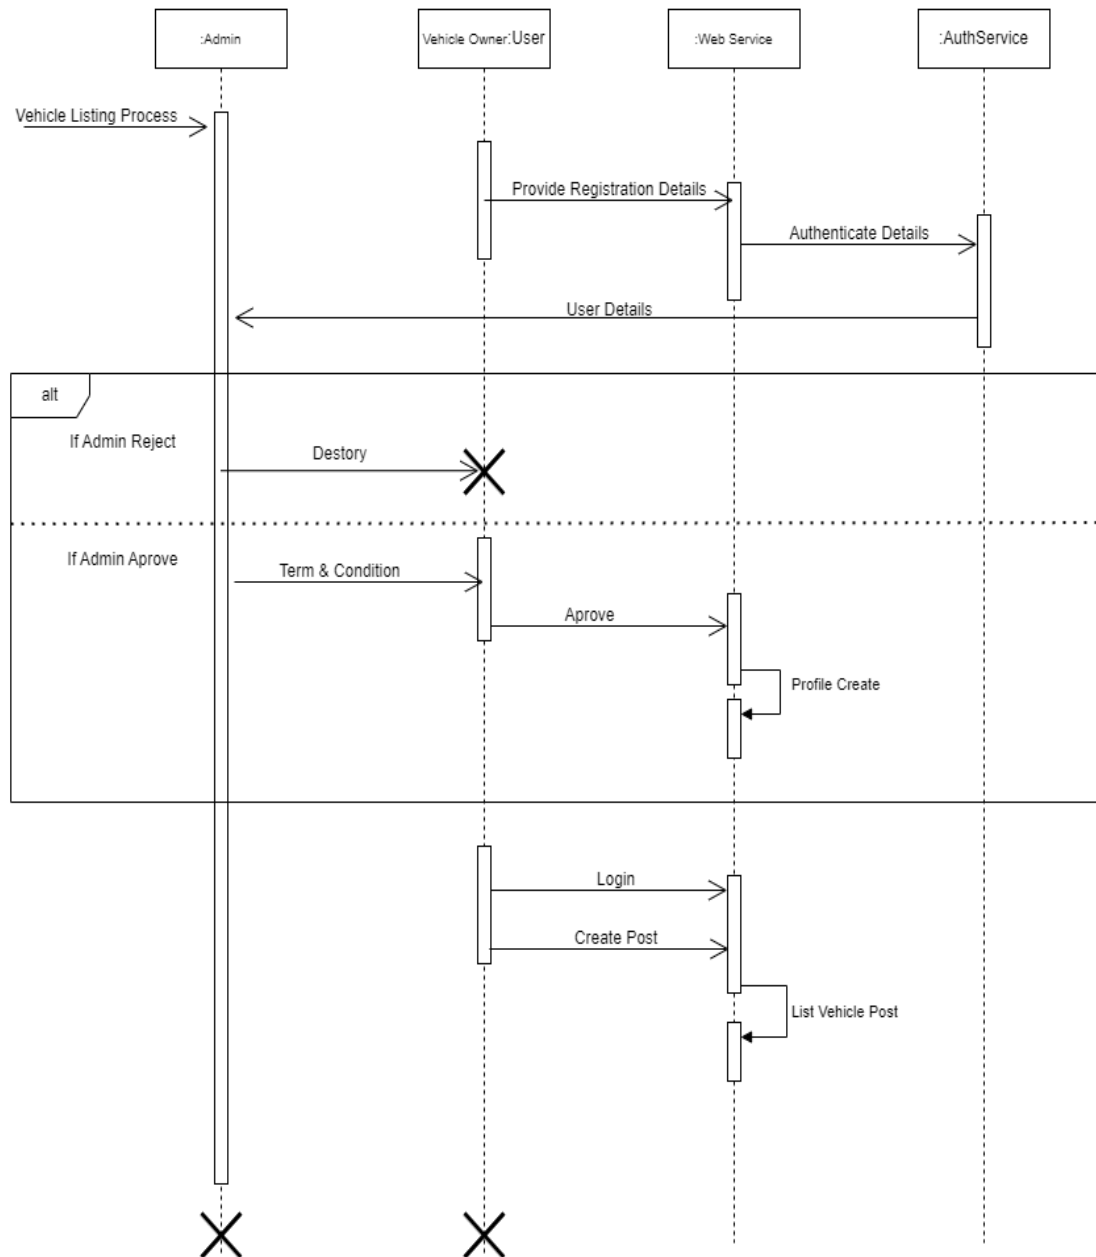 :Admin
Vehicle Owner:User
:Web Service
:AuthService
Vehicle Listing Process
Provide Registration Details
Authenticate Details
User Details
alt
If Admin Reject
Destory
If Admin Aprove
Term & Condition
Aprove
Profile Create
Login
Create Post
List Vehicle Post